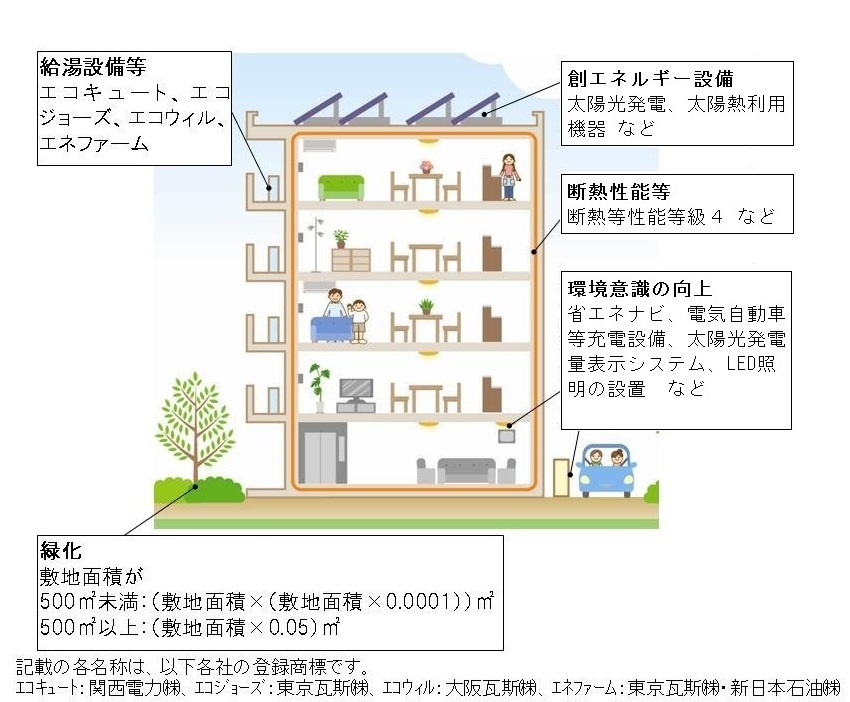 給湯設備等
エコキュート、エコ
ジョーズ、エコウィル、
エネファーム
創エネルギー設備
太陽光発電、太陽熱利用
機器 など
断熱性能等
断熱等性能等級４ など
環境意識の向上
省エネナビ、電気自動車
等充電設備、太陽光発電
量表示システム、LED照
明の設置　など
緑化
敷地面積が
500㎡未満：（敷地面積×（敷地面積×0.0001））㎡
500㎡以上：（敷地面積×0.05）㎡
記載の各名称は、以下各社の登録商標です。
ｴｺｷｭｰﾄ：関西電力㈱、ｴｺｼﾞｮｰｽﾞ：東京瓦斯㈱、ｴｺｳｨﾙ：大阪瓦斯㈱、ｴﾈﾌｧｰﾑ：東京瓦斯㈱・新日本石油㈱